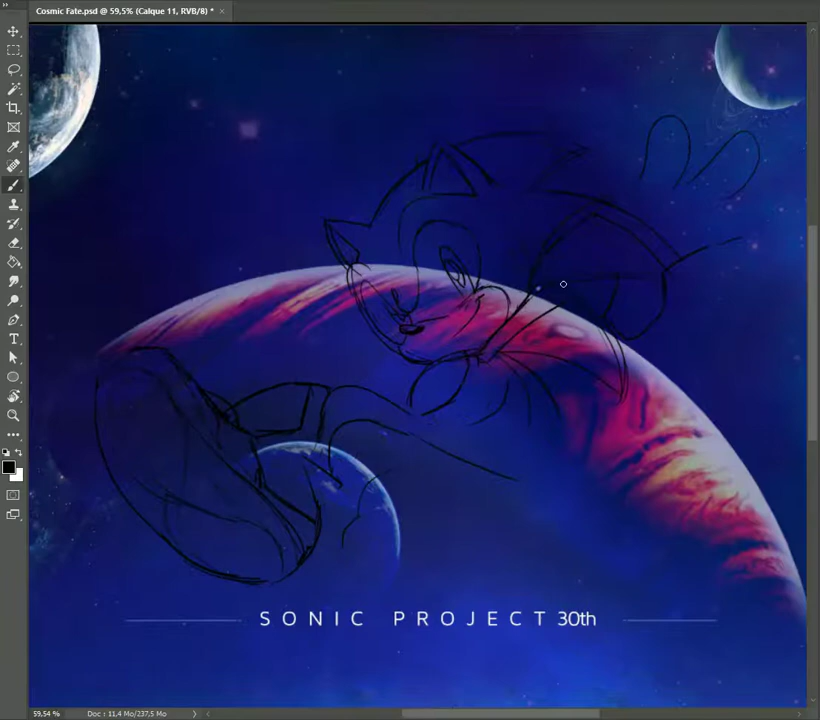 Cosmic Fate.psd @ 59,5% (Calque 11, RVB/8) * ×
SONIC PROJECT 30th
59,54 %
Doc : 11,4 Mo/237,5 Mo